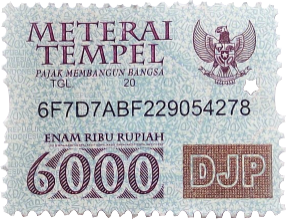 METERAI
TEMPEL
PAJAK MEMBANGUN BANGSA
TGL 20
6F7D7ABF229054278
ENAM RIBU RUPIAH
6000
DJP